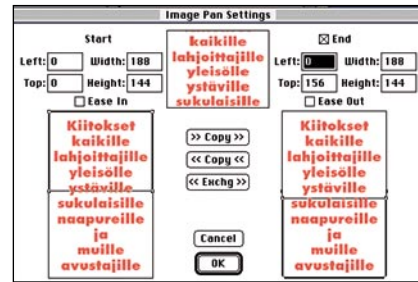 Image Pan Settings
Start
Left: 0 Width: 188
Top: 0 Height: 144
Ease In
kaikille
lahjoittajille
yleisölle
ystäville
sukulaisille
End
Left: 0 Width: 188
Top: 156 Height: 144
Ease Out
Kiitokset
kaikille
lahjoittajille
yleisölle
ystäville
sukulaisille
naapureille
ja
muille
avustajille
>> Copy >>
<< Copy <<
<< Exchg >>
Cancel
OK
Kiitokset
kaikille
lahjoittajille
yleisölle
ystäville
sukulaisille
naapureille
ja
muille
avustajille